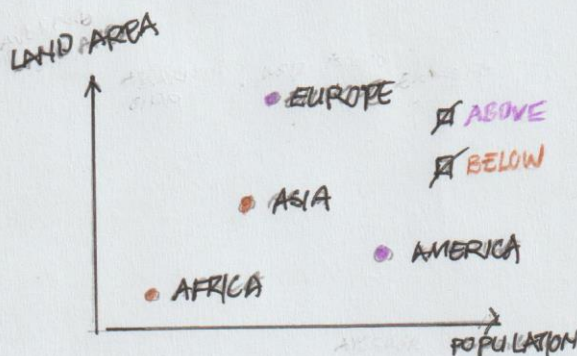 LAND AREA
EUROPE
ABOVE
BELOW
ASIA
AMERICA
AFRICA
POPULATION